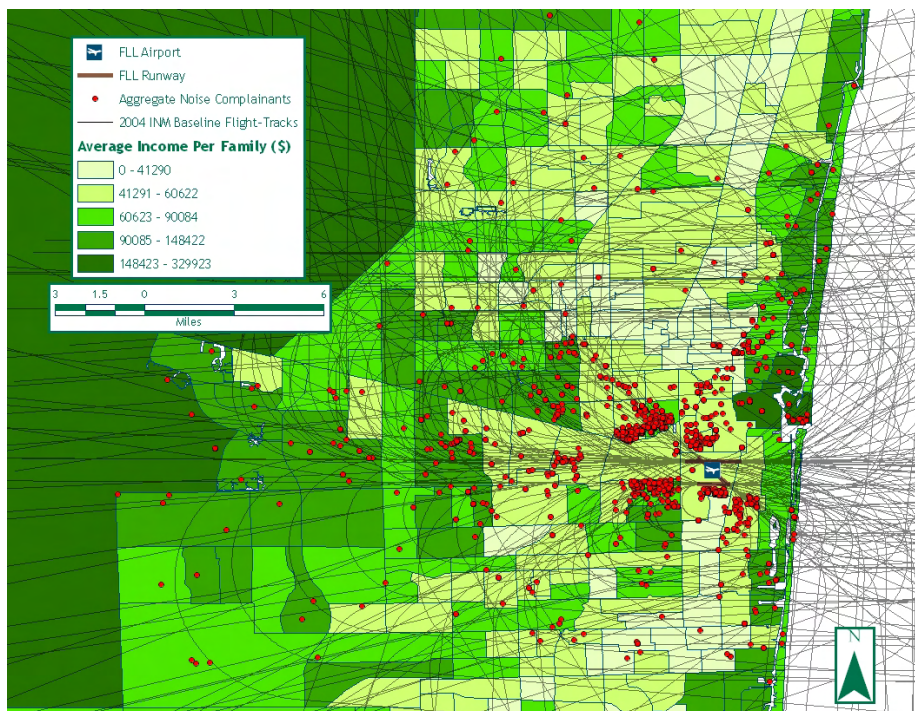 FLL Airport
FLL Runway
Aggregate Noise Complainants
2004 INM Baseline Flight-Tracks
Average Income Per Family ($)
0 - 41290
41291 - 60622
60623 - 90084
90085 - 148422
148423 - 329923
3 1.5 0 3 6
Miles
N